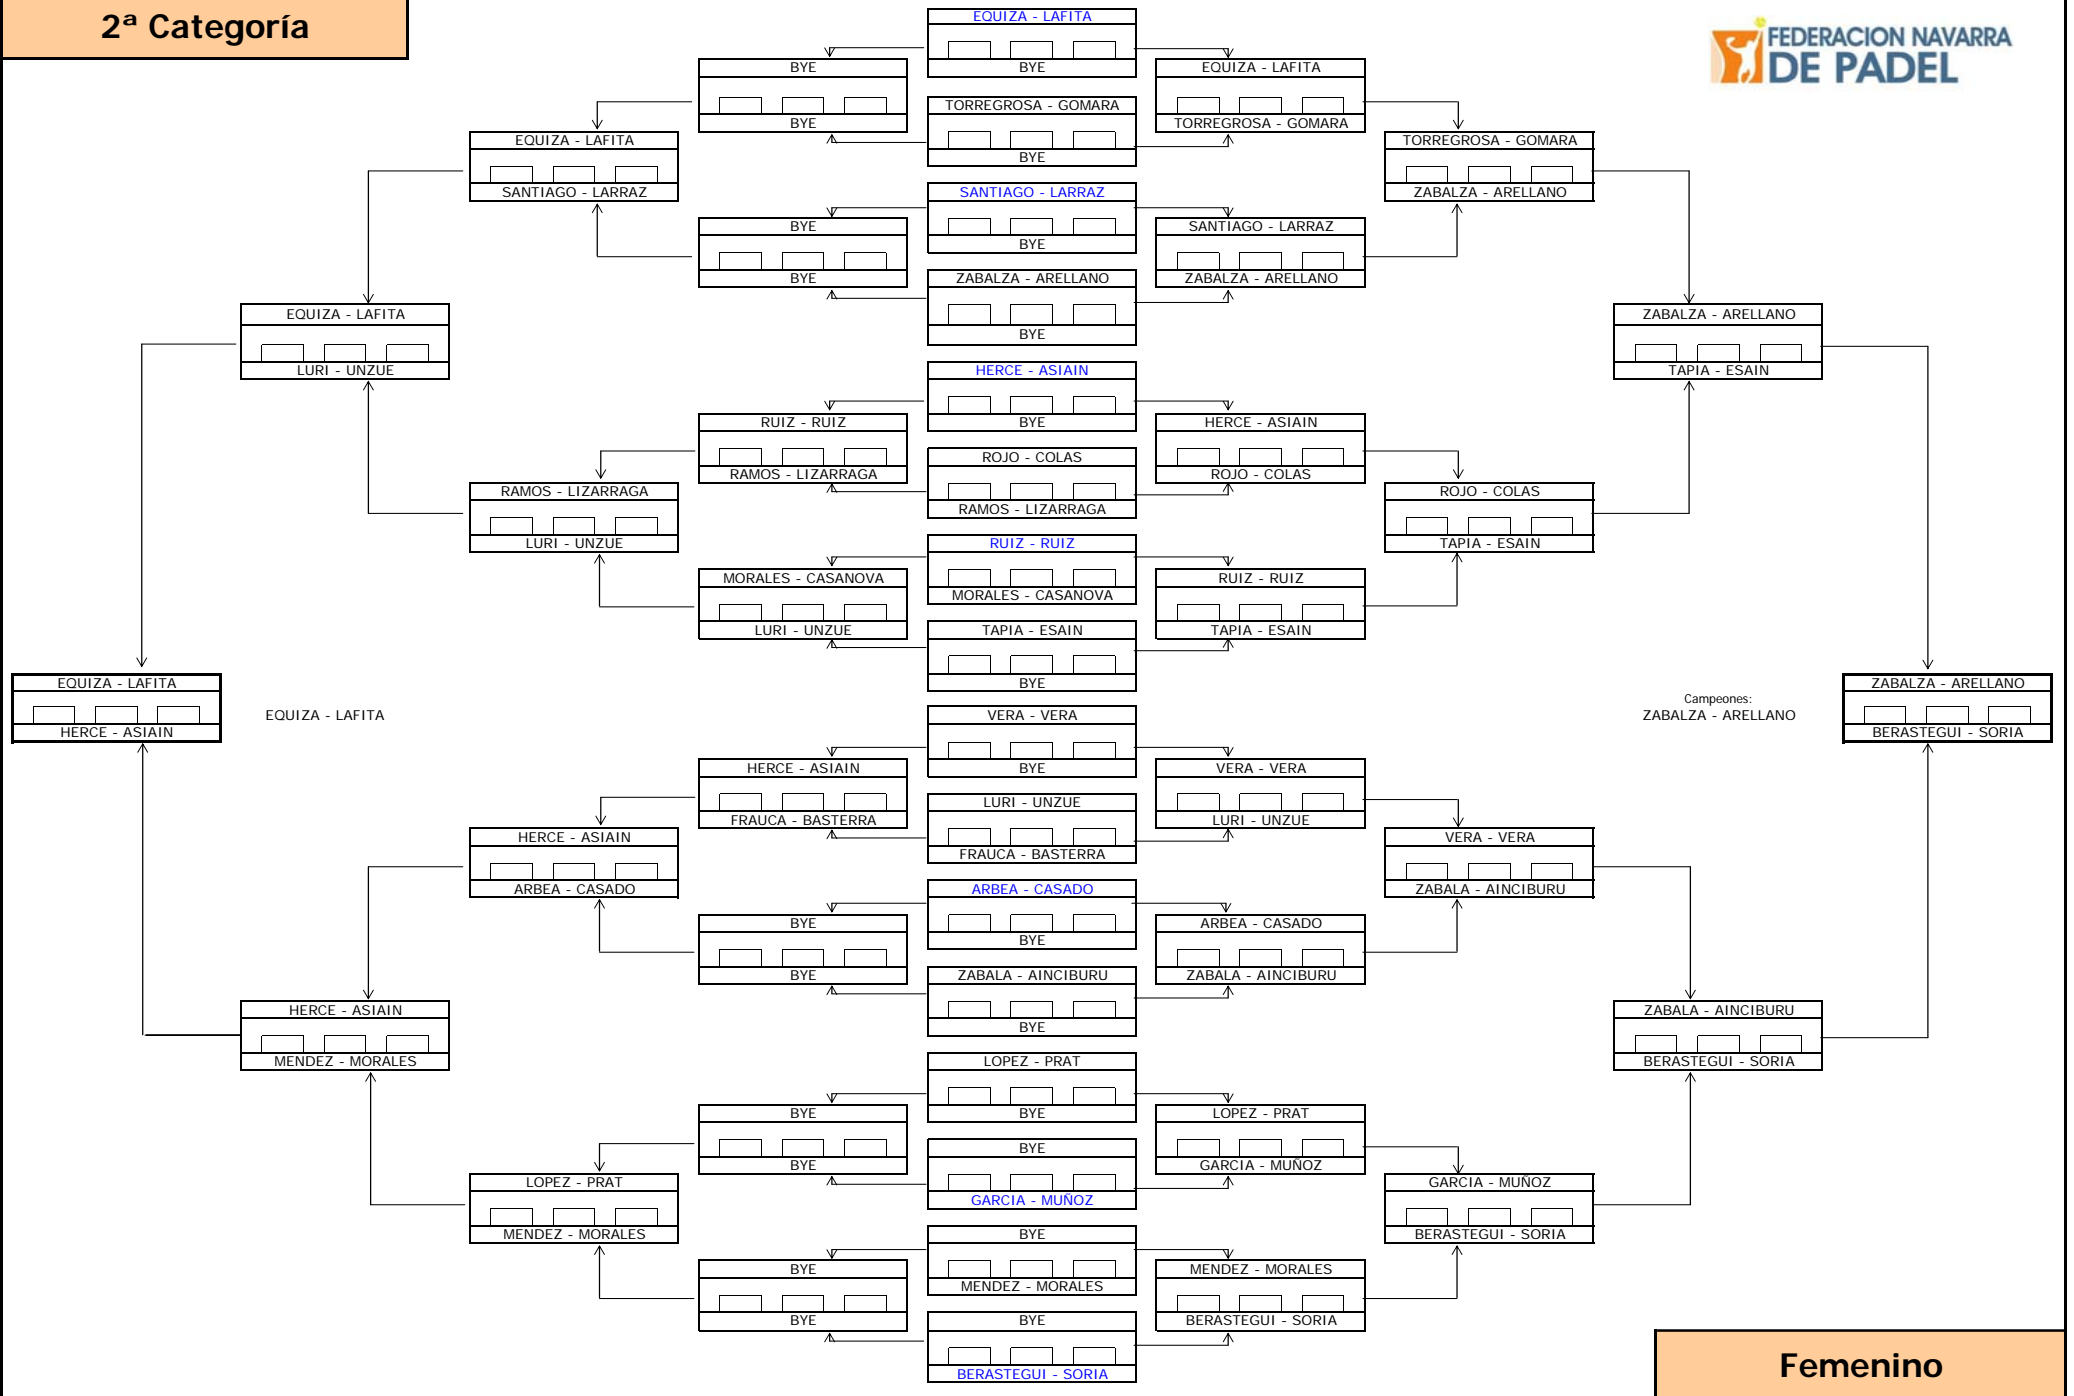 2ª Categoría
FEDERACION NAVARRA
DE PADEL
EQUIZA - LAFITA
BYE
TORREGROSA - GOMARA
BYE
SANTIAGO - LARRAZ
BYE
ZABALZA - ARELLANO
BYE
HERCE - ASIAIN
BYE
ROJO - COLAS
RAMOS - LIZARRAGA
RUIZ - RUIZ
MORALES - CASANOVA
TAPIA - ESAIN
BYE
VERA - VERA
BYE
LURI - UNZUE
FRAUCA - BASTERRA
ARBEA - CASADO
BYE
ZABALA - AINCIBURU
BYE
LOPEZ - PRAT
BYE
BYE
GARCIA - MUÑOZ
BYE
MENDEZ - MORALES
BYE
BERASTEGUI - SORIA
BYE
BYE
BYE
BYE
RUIZ - RUIZ
RAMOS - LIZARRAGA
MORALES - CASANOVA
LURI - UNZUE
HERCE - ASIAIN
FRAUCA - BASTERRA
BYE
BYE
BYE
BYE
BYE
BYE
EQUIZA - LAFITA
SANTIAGO - LARRAZ
RAMOS - LIZARRAGA
LURI - UNZUE
HERCE - ASIAIN
ARBEA - CASADO
LOPEZ - PRAT
MENDEZ - MORALES
EQUIZA - LAFITA
LURI - UNZUE
HERCE - ASIAIN
MENDEZ - MORALES
EQUIZA - LAFITA
HERCE - ASIAIN
EQUIZA - LAFITA
EQUIZA - LAFITA
TORREGROSA - GOMARA
SANTIAGO - LARRAZ
ZABALZA - ARELLANO
HERCE - ASIAIN
ROJO - COLAS
RUIZ - RUIZ
TAPIA - ESAIN
VERA - VERA
LURI - UNZUE
ARBEA - CASADO
ZABALA - AINCIBURU
LOPEZ - PRAT
GARCIA - MUÑOZ
MENDEZ - MORALES
BERASTEGUI - SORIA
TORREGROSA - GOMARA
ZABALZA - ARELLANO
ROJO - COLAS
TAPIA - ESAIN
VERA - VERA
ZABALA - AINCIBURU
GARCIA - MUÑOZ
BERASTEGUI - SORIA
ZABALZA - ARELLANO
TAPIA - ESAIN
ZABALA - AINCIBURU
BERASTEGUI - SORIA
Campeones:
ZABALZA - ARELLANO
ZABALZA - ARELLANO
BERASTEGUI - SORIA
Femenino